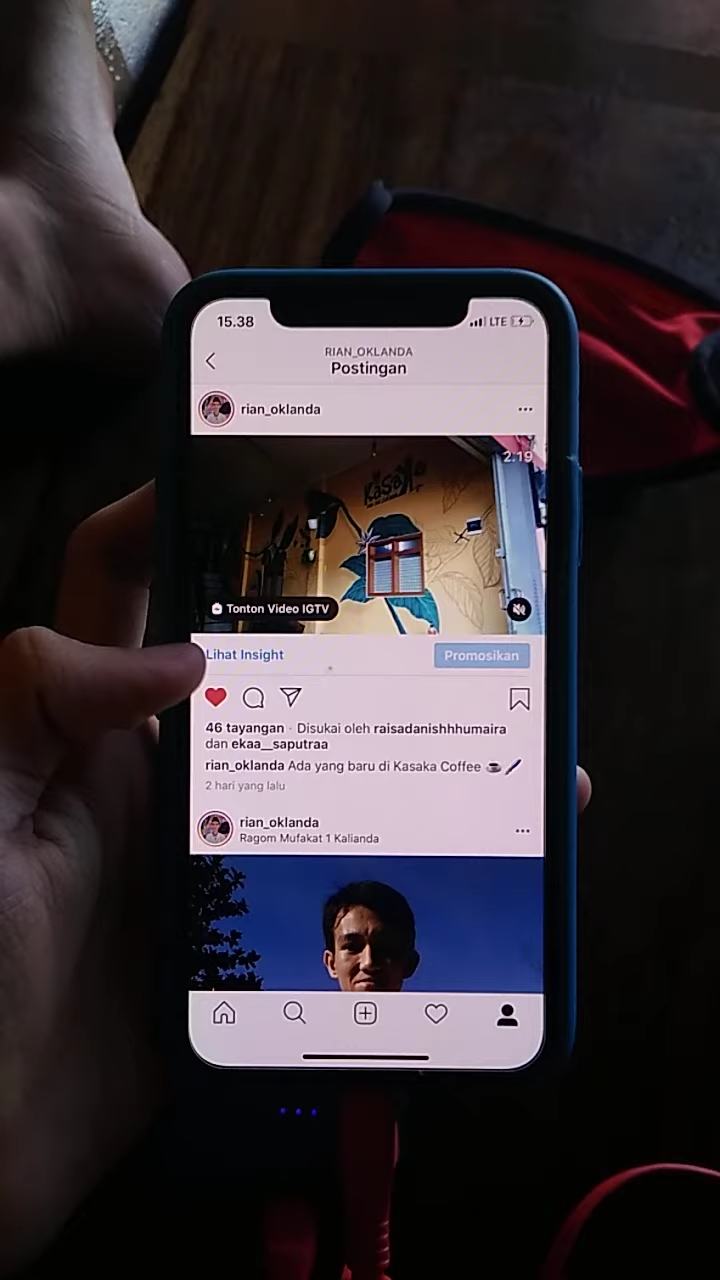 15.38
LTE
RIAN_OKLANDA
Postingan
rian_oklanda
2:19
Kasaka
Tonton Video IGTV
Lihat Insight
Promosikan
46 tayangan · Disukai oleh raisadanishhhumaira
dan ekaa__saputraa
rian_oklanda Ada yang baru di Kasaka Coffee ☕🖊️
2 hari yang lalu
rian_oklanda
Ragom Mufakat 1 Kalianda